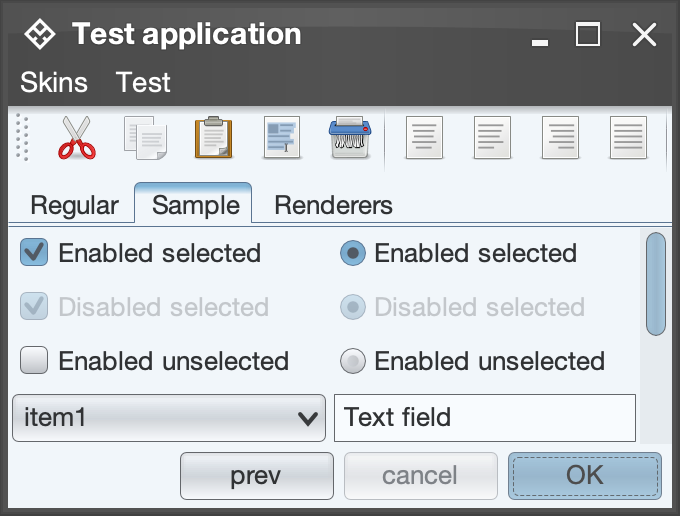 Test application
Skins Test
Regular Sample Renderers
Enabled selected Enabled selected
Disabled selected Disabled selected
Enabled unselected Enabled unselected
item1 Text field
prev cancel OK